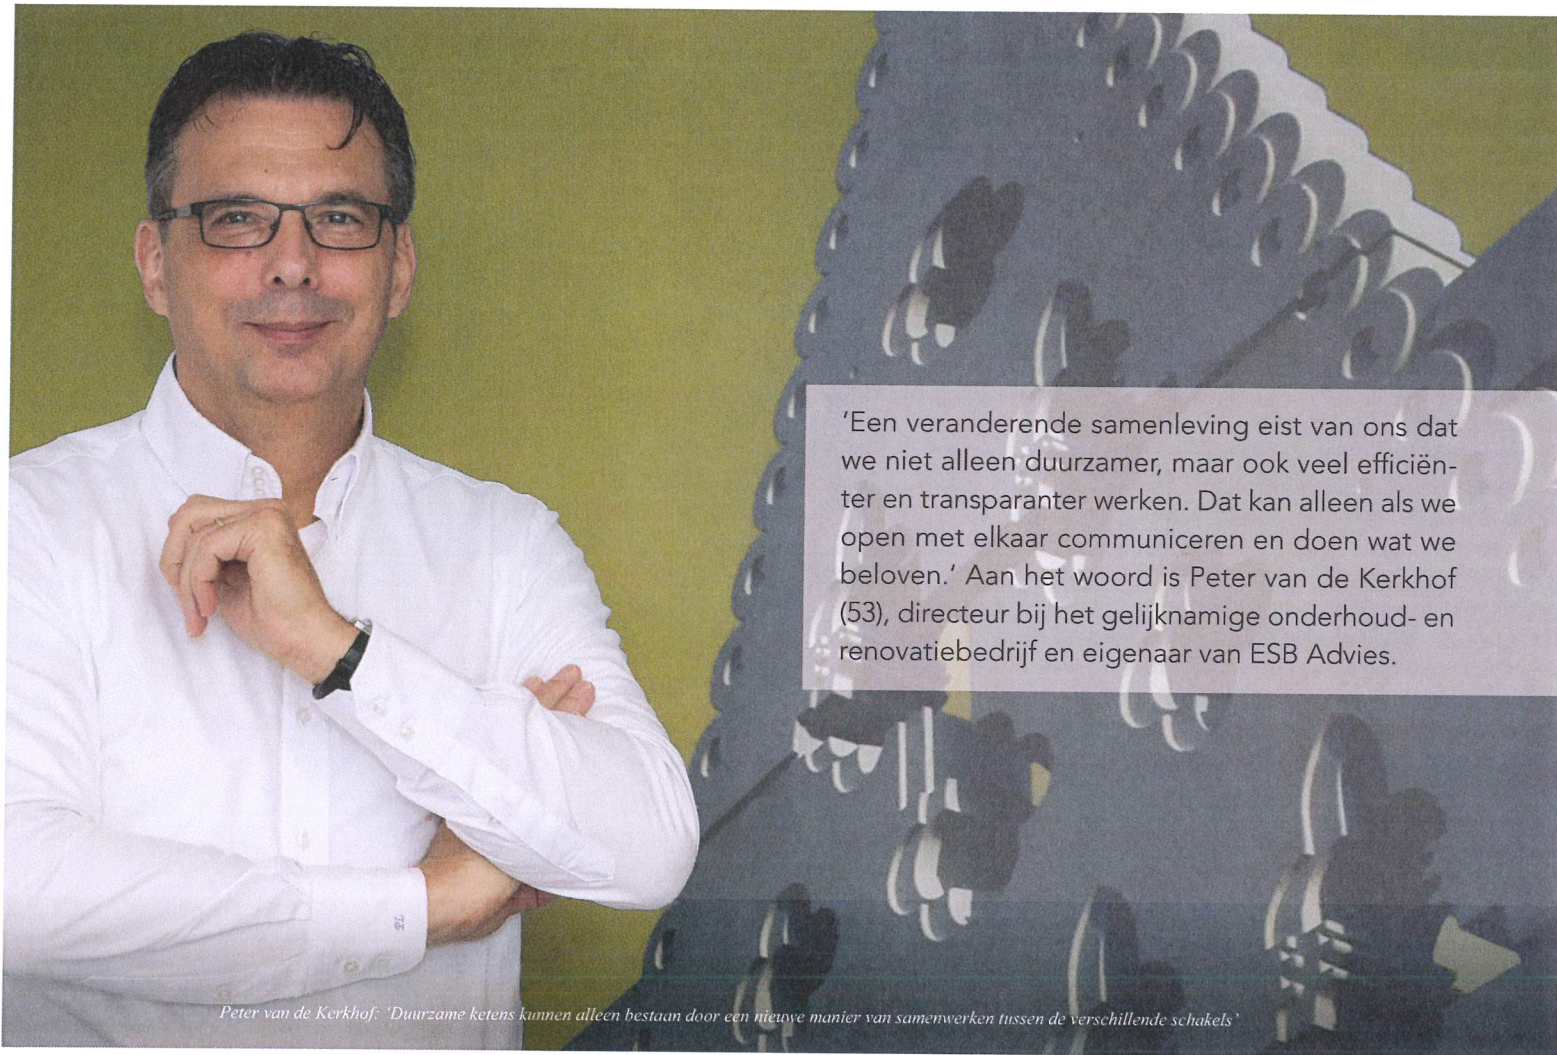 ‘Een veranderende samenleving eist van ons dat
we niet alleen duurzamer, maar ook veel efficiën-
ter en transparanter werken. Dat kan alleen als we
open met elkaar communiceren en doen wat we
beloven.’ Aan het woord is Peter van de Kerkhof
(53), directeur bij het gelijknamige onderhoud- en
renovatiebedrijf en eigenaar van ESB Advies.
Peter van de Kerkhof: ‘Duurzame ketens kunnen alleen bestaan door een nieuwe manier van samenwerken tussen de verschillende schakels’